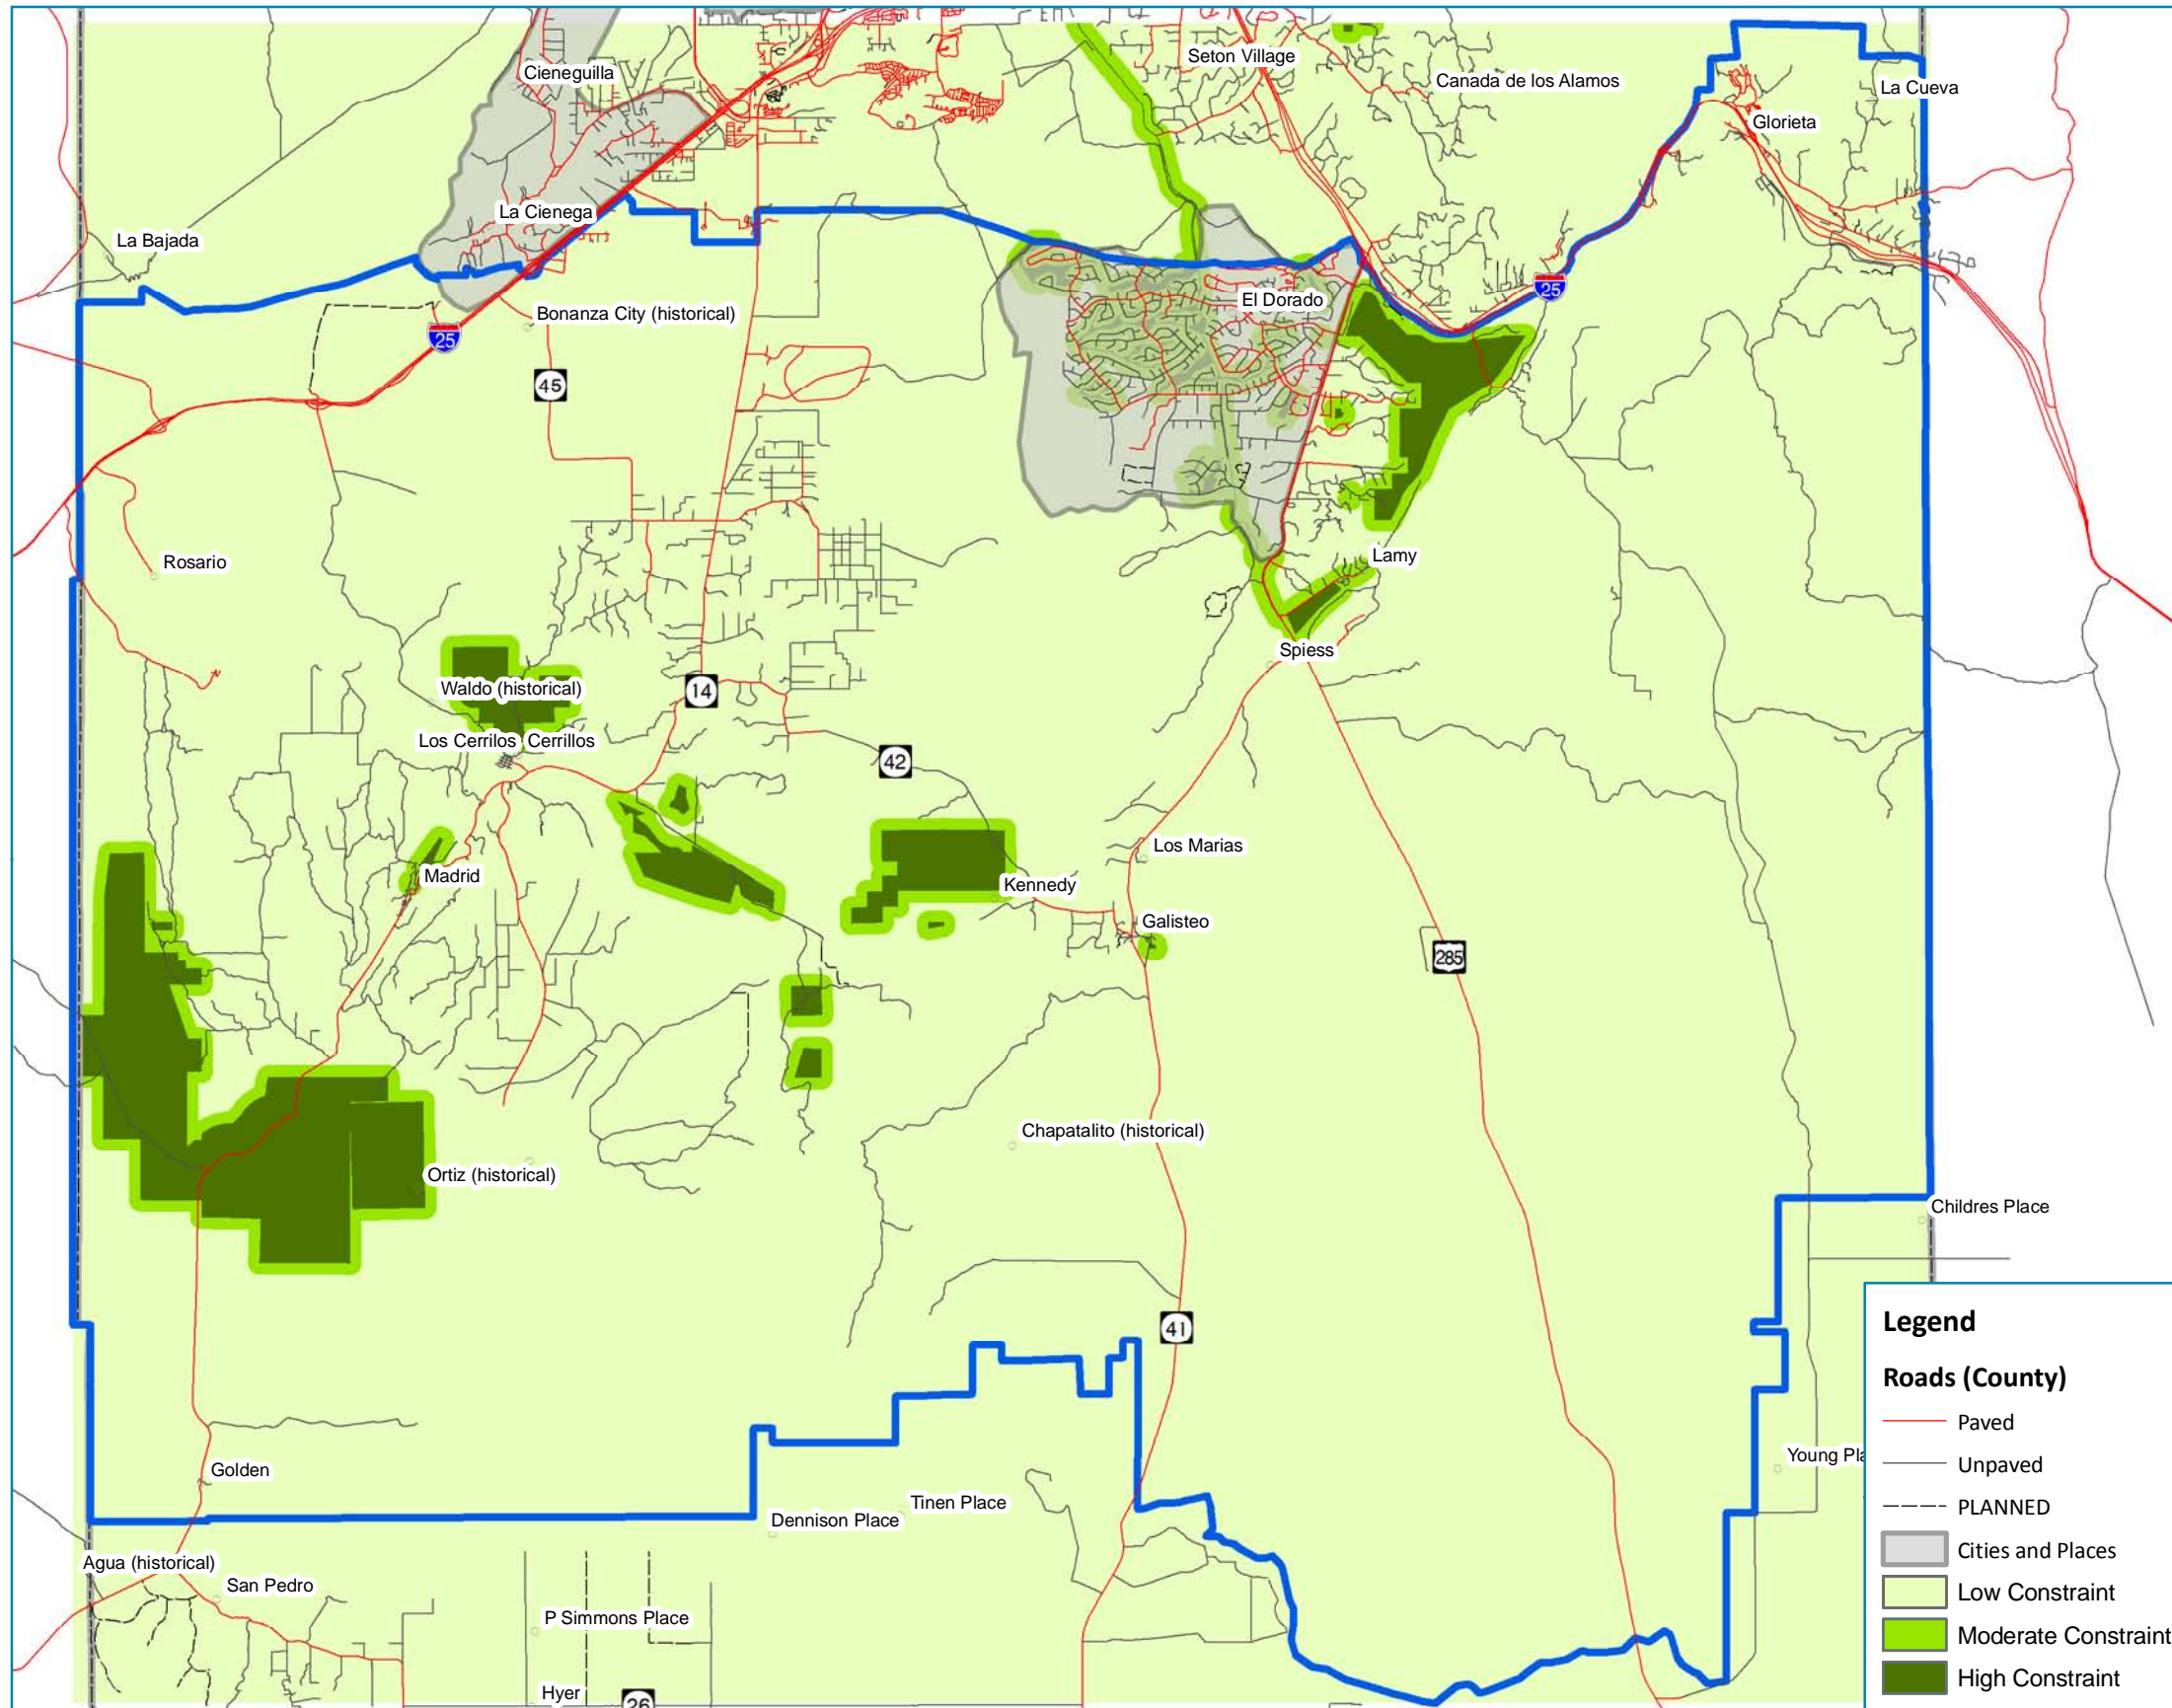 Cieneguilla
Seton Village
Canada de los Alamos
La Cueva
Glorieta
La Cienega
La Bajada
25
El Dorado
Bonanza City (historical)
25
45
Rosario
Lamy
Spiess
Waldo (historical)
14
Los Cerrilos
Cerrillos
42
Los Marias
Madrid
Kennedy
Galisteo
285
Chapatalito (historical)
Ortiz (historical)
Childres Place
41
Golden
Young Pla
Tinen Place
Dennison Place
Agua (historical)
San Pedro
P Simmons Place
Hyer
26
Legend
Roads (County)
Paved
Unpaved
PLANNED
Cities and Places
Low Constraint
Moderate Constraint
High Constraint